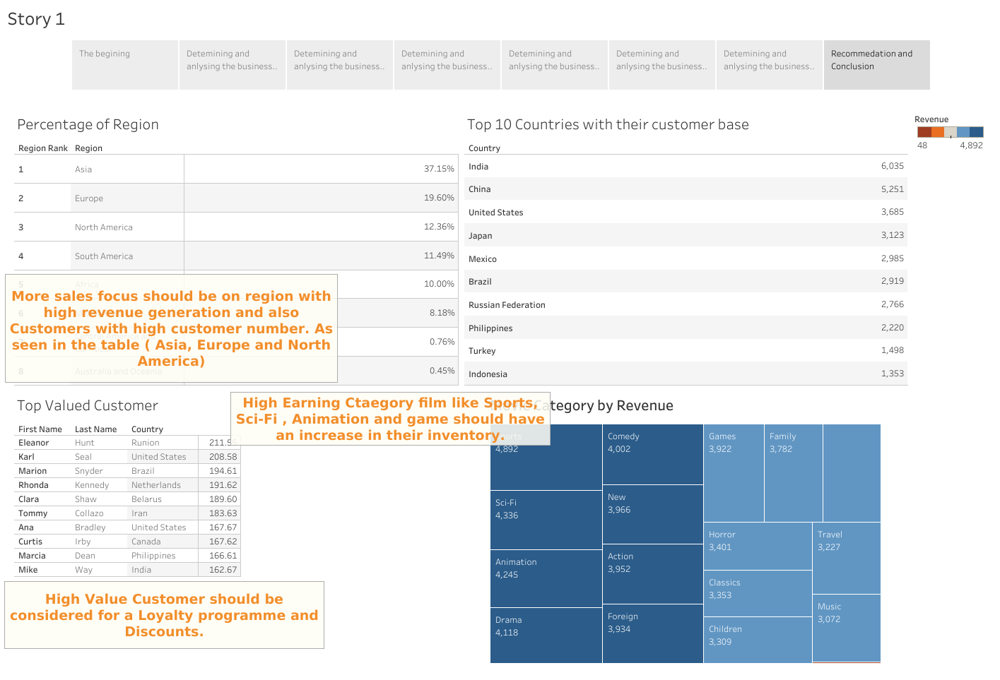 Story 1
The begining
Detemining and
anlysing the business..
Detemining and
anlysing the business..
Detemining and
anlysing the business..
Detemining and
anlysing the business..
Detemining and
anlysing the business..
Detemining and
anlysing the business..
Recommedation and
Conclusion
Percentage of Region
Region Rank Region
1 Asia 37.15%
2 Europe 19.60%
3 North America 12.36%
4 South America 11.49%
5 Africa 10.00%
6 8.18%
0.76%
8 Australia and Oceania 0.45%
More sales focus should be on region with
high revenue generation and also
Customers with high customer number. As
seen in the table ( Asia, Europe and North
America)
Top 10 Countries with their customer base
Country
India 6,035
China 5,251
United States 3,685
Japan 3,123
Mexico 2,985
Brazil 2,919
Russian Federation 2,766
Philippines 2,220
Turkey 1,498
Indonesia 1,353
Revenue
48 4,892
Top Valued Customer
First Name Last Name Country
Eleanor Hunt Runion 211.55
Karl Seal United States 208.58
Marion Snyder Brazil 194.61
Rhonda Kennedy Netherlands 191.62
Clara Shaw Belarus 189.60
Tommy Collazo Iran 183.63
Ana Bradley United States 167.67
Curtis Irby Canada 167.62
Marcia Dean Philippines 166.61
Mike Way India 162.67
High Earning Ctaegory film like Sports,
Sci-Fi , Animation and game should have
an increase in their inventory.
High Value Customer should be
considered for a Loyalty programme and
Discounts.
Category by Revenue
Sports
4,892
Sci-Fi
4,336
Animation
4,245
Drama
4,118
Comedy
4,002
New
3,966
Action
3,952
Foreign
3,934
Games
3,922
Family
3,782
Horror
3,401
Classics
3,353
Children
3,309
Travel
3,227
Music
3,072